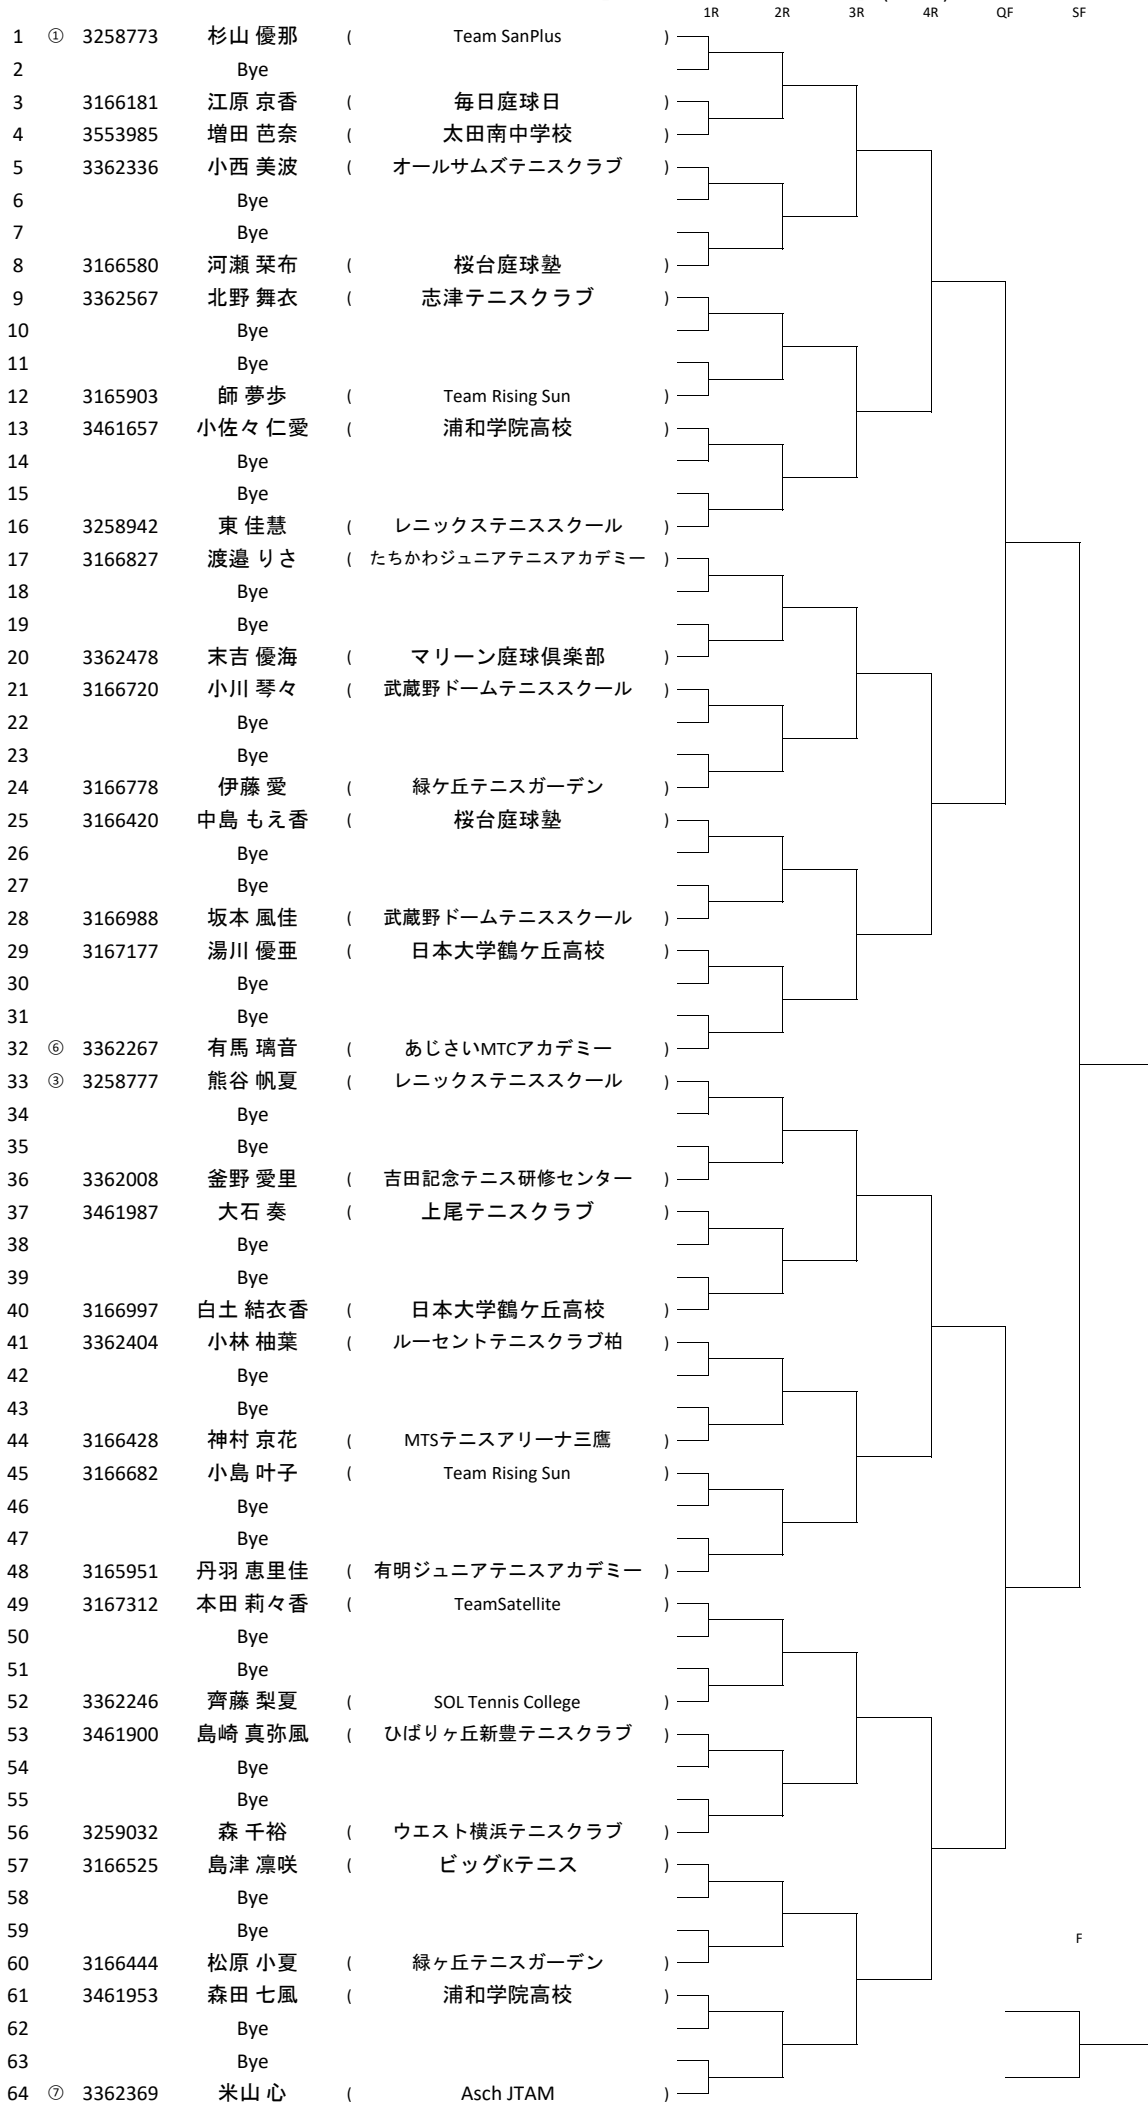 1R 2R 3R 4R QF SF
1 ① 3258773 杉山 優那 ( Team SanPlus )
2 Bye
3 3166181 江原 京香 ( 毎日庭球日 )
4 3553985 増田 芭奈 ( 太田南中学校 )
5 3362336 小西 美波 ( オールサムズテニスクラブ )
6 Bye
7 Bye
8 3166580 河瀬 栞布 ( 桜台庭球塾 )
9 3362567 北野 舞衣 ( 志津テニスクラブ )
10 Bye
11 Bye
12 3165903 師 夢歩 ( Team Rising Sun )
13 3461657 小佐々 仁愛 ( 浦和学院高校 )
14 Bye
15 Bye
16 3258942 東 佳慧 ( レニックステニススクール )
17 3166827 渡邉 りさ ( たちかわジュニアテニスアカデミー )
18 Bye
19 Bye
20 3362478 末吉 優海 ( マリーン庭球倶楽部 )
21 3166720 小川 琴々 ( 武蔵野ドームテニススクール )
22 Bye
23 Bye
24 3166778 伊藤 愛 ( 緑ケ丘テニスガーデン )
25 3166420 中島 もえ香 ( 桜台庭球塾 )
26 Bye
27 Bye
28 3166988 坂本 風佳 ( 武蔵野ドームテニススクール )
29 3167177 湯川 優亜 ( 日本大学鶴ケ丘高校 )
30 Bye
31 Bye
32 ⑥ 3362267 有馬 璃音 ( あじさいMTCアカデミー )
33 ③ 3258777 熊谷 帆夏 ( レニックステニススクール )
34 Bye
35 Bye
36 3362008 釜野 愛里 ( 吉田記念テニス研修センター )
37 3461987 大石 奏 ( 上尾テニスクラブ )
38 Bye
39 Bye
40 3166997 白土 結衣香 ( 日本大学鶴ケ丘高校 )
41 3362404 小林 柚葉 ( ルーセントテニスクラブ柏 )
42 Bye
43 Bye
44 3166428 神村 京花 ( MTSテニスアリーナ三鷹 )
45 3166682 小島 叶子 ( Team Rising Sun )
46 Bye
47 Bye
48 3165951 丹羽 恵里佳 ( 有明ジュニアテニスアカデミー )
49 3167312 本田 莉々香 ( TeamSatellite )
50 Bye
51 Bye
52 3362246 齊藤 梨夏 ( SOL Tennis College )
53 3461900 島崎 真弥風 ( ひばりヶ丘新豊テニスクラブ )
54 Bye
55 Bye
56 3259032 森 千裕 ( ウエスト横浜テニスクラブ )
57 3166525 島津 凛咲 ( ビッグKテニス )
58 Bye
59 Bye
F
60 3166444 松原 小夏 ( 緑ヶ丘テニスガーデン )
61 3461953 森田 七風 ( 浦和学院高校 )
62 Bye
63 Bye
64 ⑦ 3362369 米山 心 ( Asch JTAM )